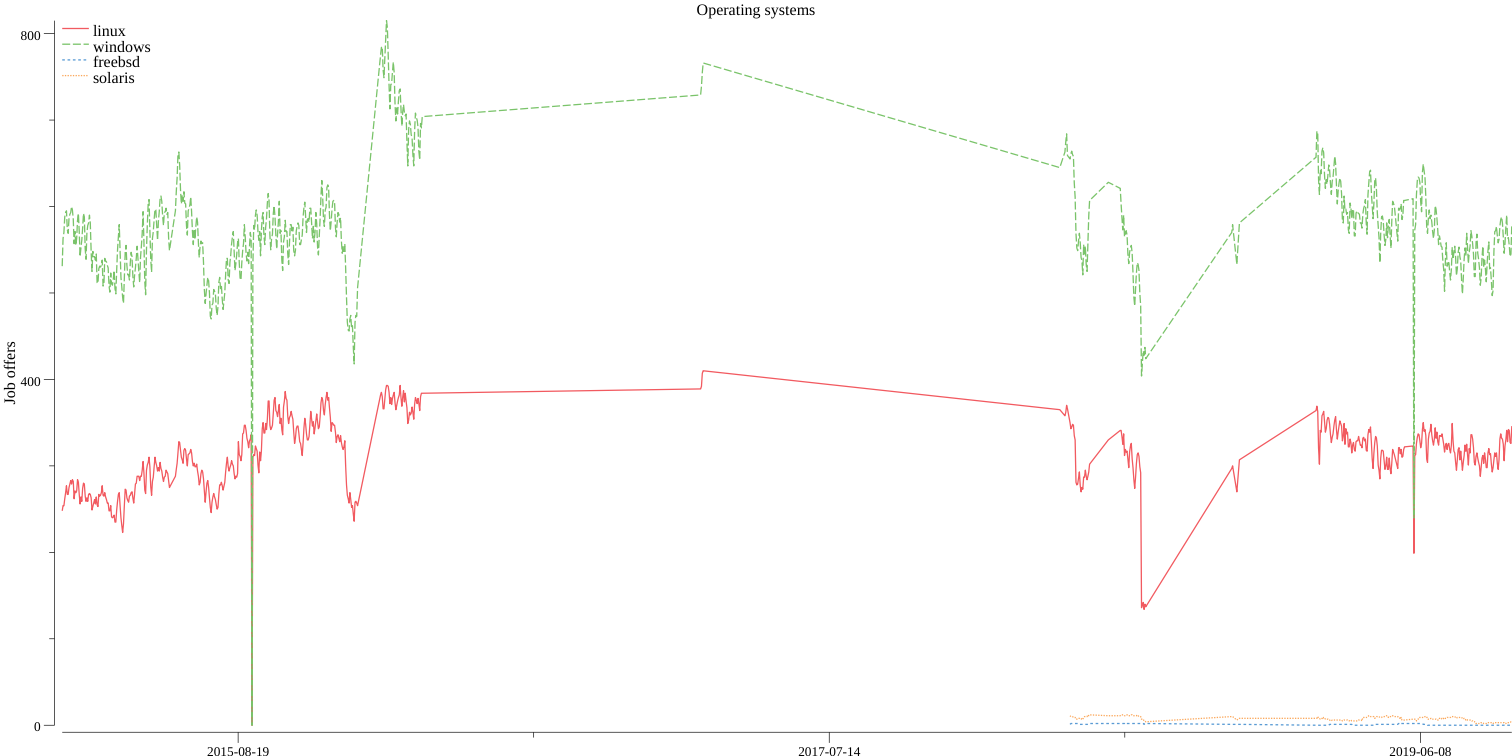 Operating systems
800
linux
windows
freebsd
solaris
Job offers
400
0
2015-08-19
2017-07-14
2019-06-08